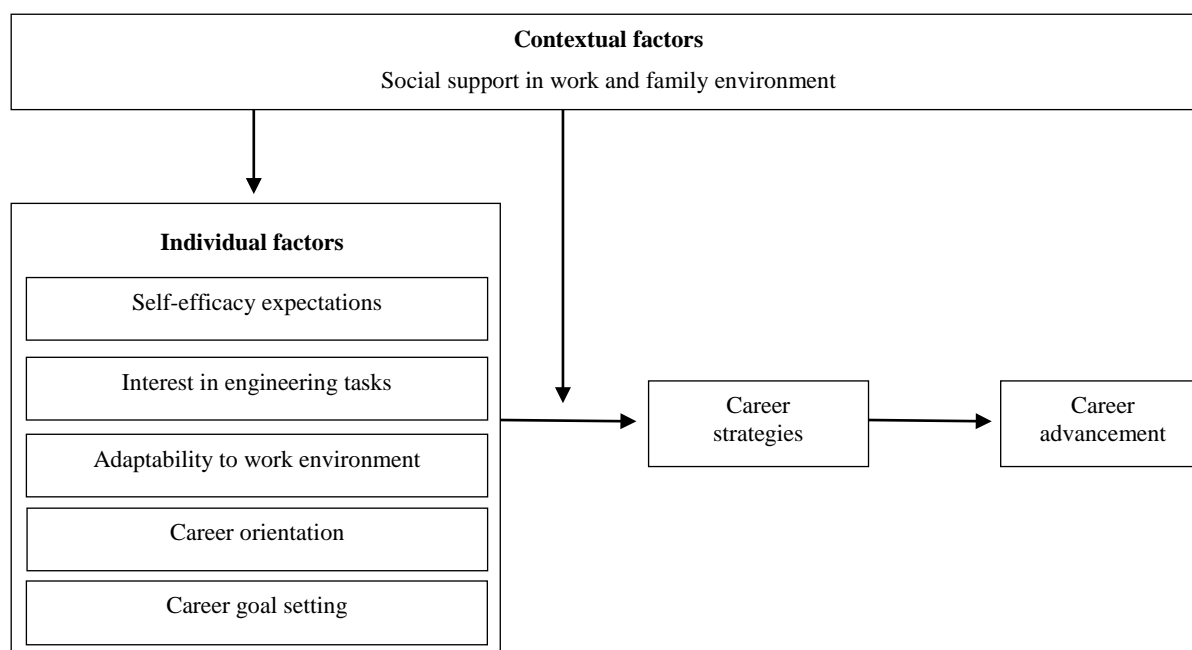 Contextual factors
Social support in work and family environment
Individual factors
Self-efficacy expectations
Interest in engineering tasks
Adaptability to work environment
Career orientation
Career goal setting
Career
strategies
Career
advancement